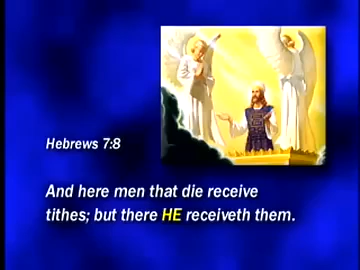 Hebrews 7:8
And here men that die receive
tithes; but there HE receiveth them.